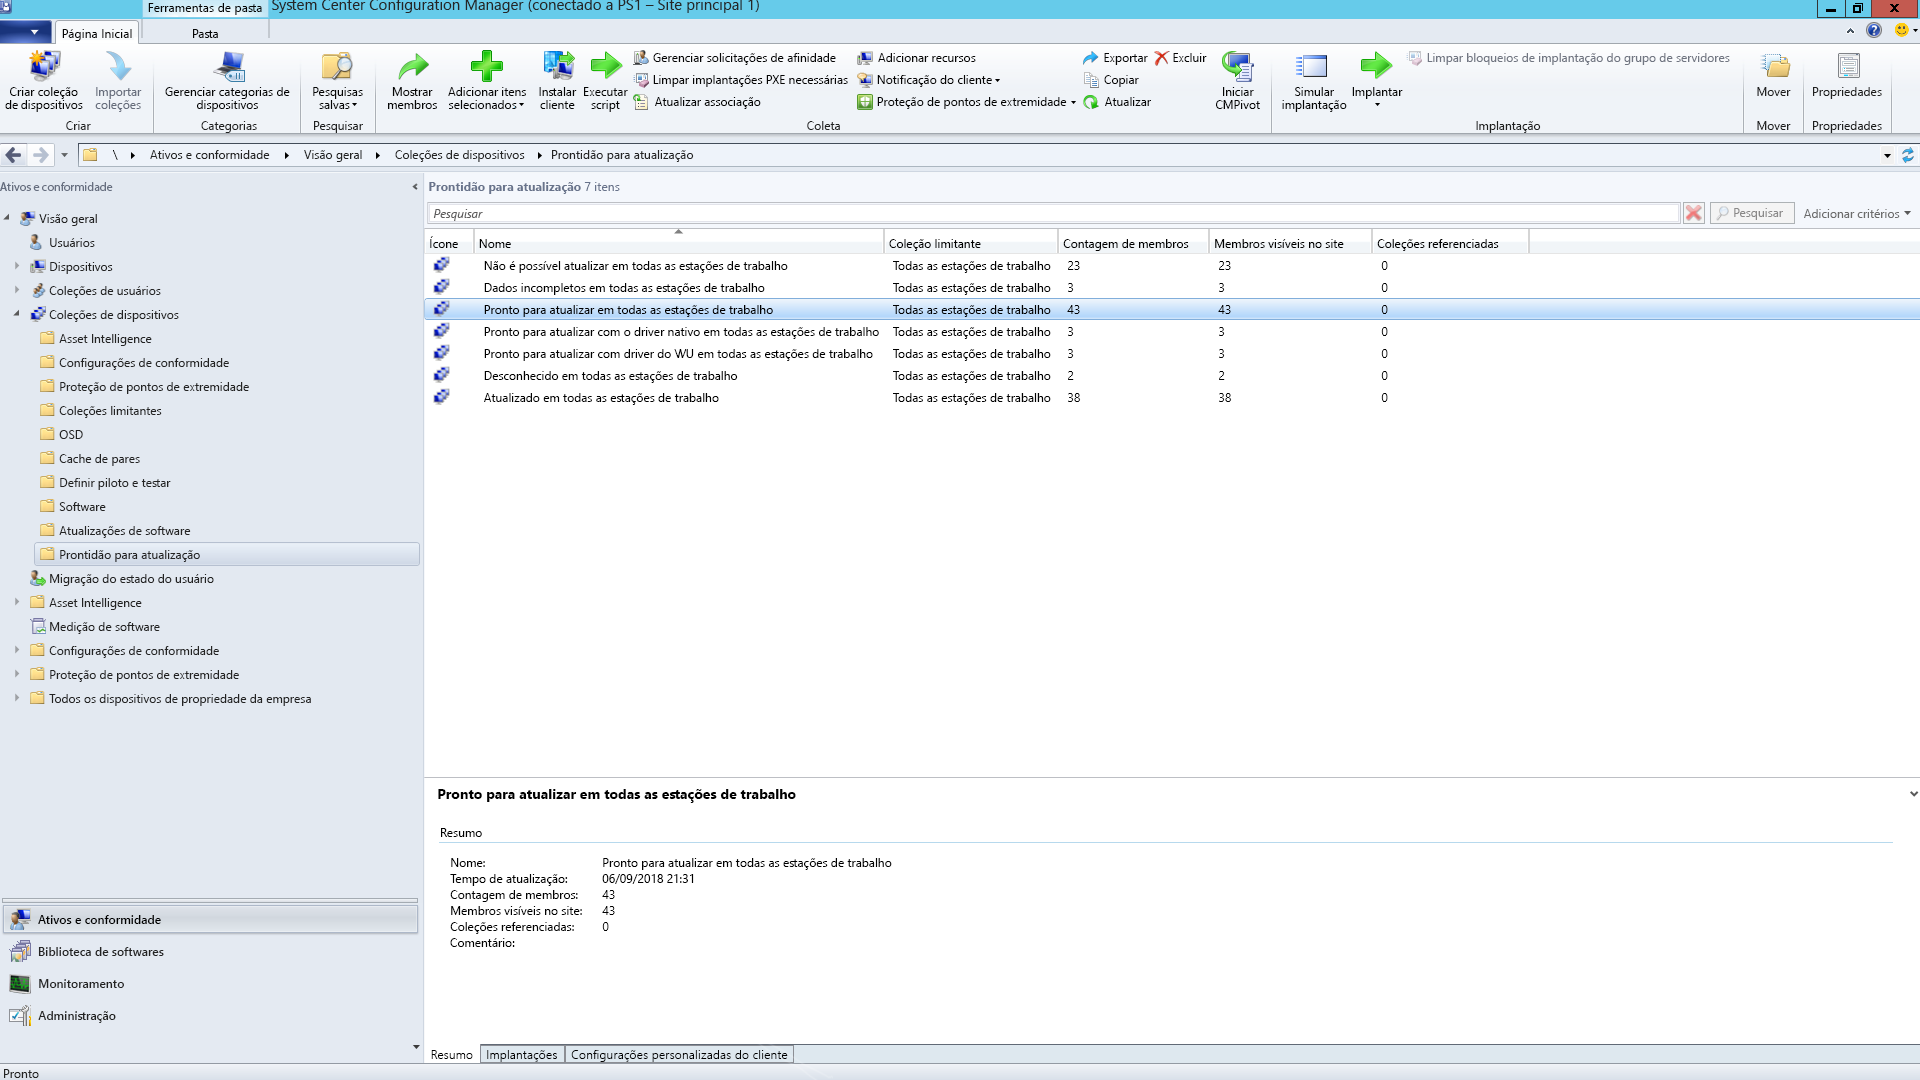 Ferramentas de pasta
System Center Configuration Manager (conectado a PS1 – Site principal 1)
Página Inicial
Pasta
Criar coleção de dispositivos
Importar coleções
Criar
Gerenciar categorias de dispositivos
Categorias
Pesquisas salvas
Pesquisar
Mostrar membros
Adicionar itens selecionados
Instalar cliente
Executar script
Gerenciar solicitações de afinidade
Limpar implantações PXE necessárias
Atualizar associação
Adicionar recursos
Notificação do cliente
Proteção de pontos de extremidade
Exportar
Excluir
Copiar
Atualizar
Iniciar CMPivot
Coleta
Simular implantação
Implantar
Limpar bloqueios de implantação do grupo de servidores
Implantação
Mover
Mover
Propriedades
Propriedades
\ Ativos e conformidade Visão geral Coleções de dispositivos Prontidão para atualização
Ativos e conformidade
Visão geral
Usuários
Dispositivos
Coleções de usuários
Coleções de dispositivos
Asset Intelligence
Configurações de conformidade
Proteção de pontos de extremidade
Coleções limitantes
OSD
Cache de pares
Definir piloto e testar
Software
Atualizações de software
Prontidão para atualização
Migração do estado do usuário
Asset Intelligence
Medição de software
Configurações de conformidade
Proteção de pontos de extremidade
Todos os dispositivos de propriedade da empresa
Ativos e conformidade
Biblioteca de softwares
Monitoramento
Administração
Prontidão para atualização 7 itens
Pesquisar
Pesquisar
Adicionar critérios
Ícone Nome Coleção limitante Contagem de membros Membros visíveis no site Coleções referenciadas
Não é possível atualizar em todas as estações de trabalho Todas as estações de trabalho 23 23 0
Dados incompletos em todas as estações de trabalho Todas as estações de trabalho 3 3 0
Pronto para atualizar em todas as estações de trabalho Todas as estações de trabalho 43 43 0
Pronto para atualizar com o driver nativo em todas as estações de trabalho Todas as estações de trabalho 3 3 0
Pronto para atualizar com driver do WU em todas as estações de trabalho Todas as estações de trabalho 3 3 0
Desconhecido em todas as estações de trabalho Todas as estações de trabalho 2 2 0
Atualizado em todas as estações de trabalho Todas as estações de trabalho 38 38 0
Pronto para atualizar em todas as estações de trabalho
Resumo
Nome: Pronto para atualizar em todas as estações de trabalho
Tempo de atualização: 06/09/2018 21:31
Contagem de membros: 43
Membros visíveis no site: 43
Coleções referenciadas: 0
Comentário:
Resumo Implantações Configurações personalizadas do cliente
Pronto